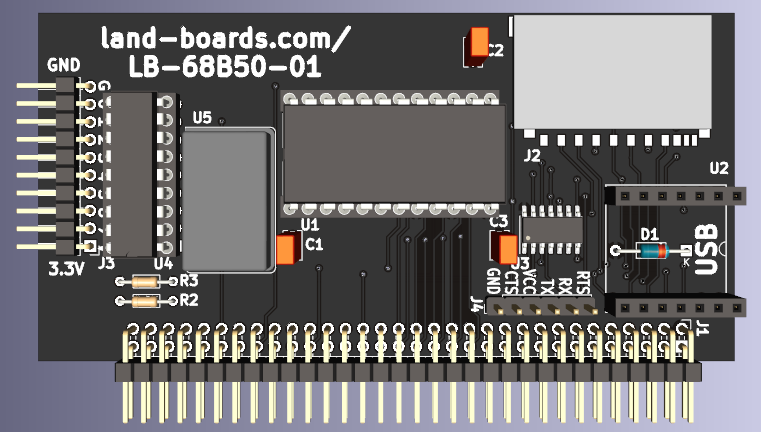 land-boards.com/
LB-68B50-01
GND
C2
U5
J2
U2
U1
C1
C3
D1
USB
K
3.3V
J3
U4
U3
R3
R2
J4
GND
CTS
VCC
TX
RX
RTS
J1